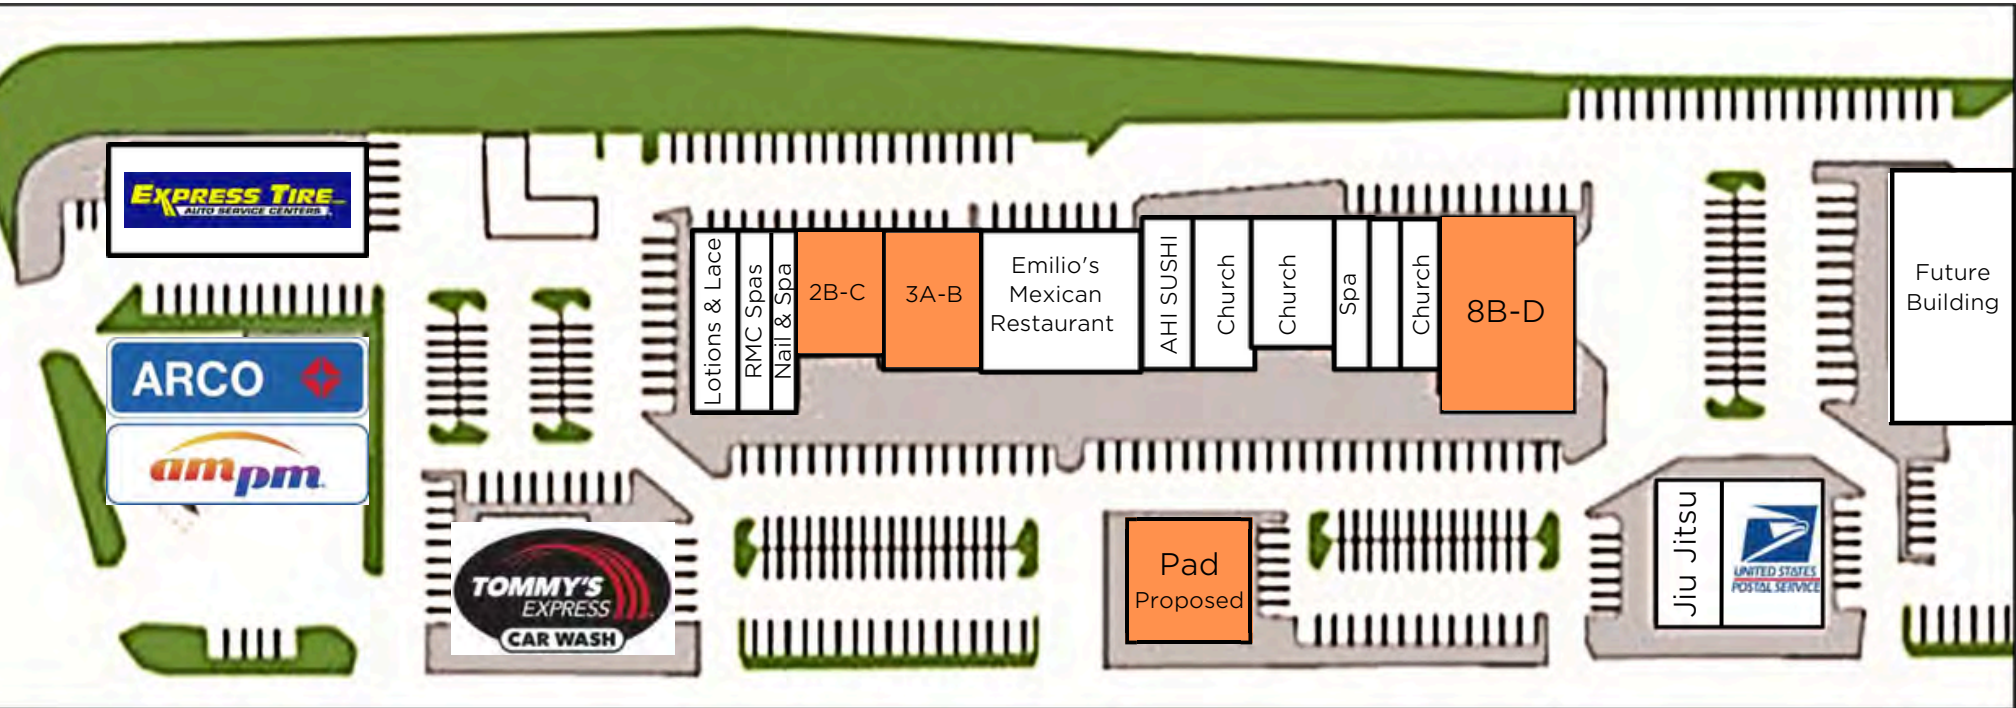 EXPRESS TIRE
AUTO SERVICE CENTERS
ARCO
ampm
TOMMY'S
EXPRESS
CAR WASH
Lotions & Lace
RMC Spas
Nail & Spa
2B-C
3A-B
Emilio's
Mexican
Restaurant
AHI SUSHI
Church
Church
Spa
Church
8B-D
Pad
Proposed
Jiu Jitsu
UNITED STATES
POSTAL SERVICE
Future
Building